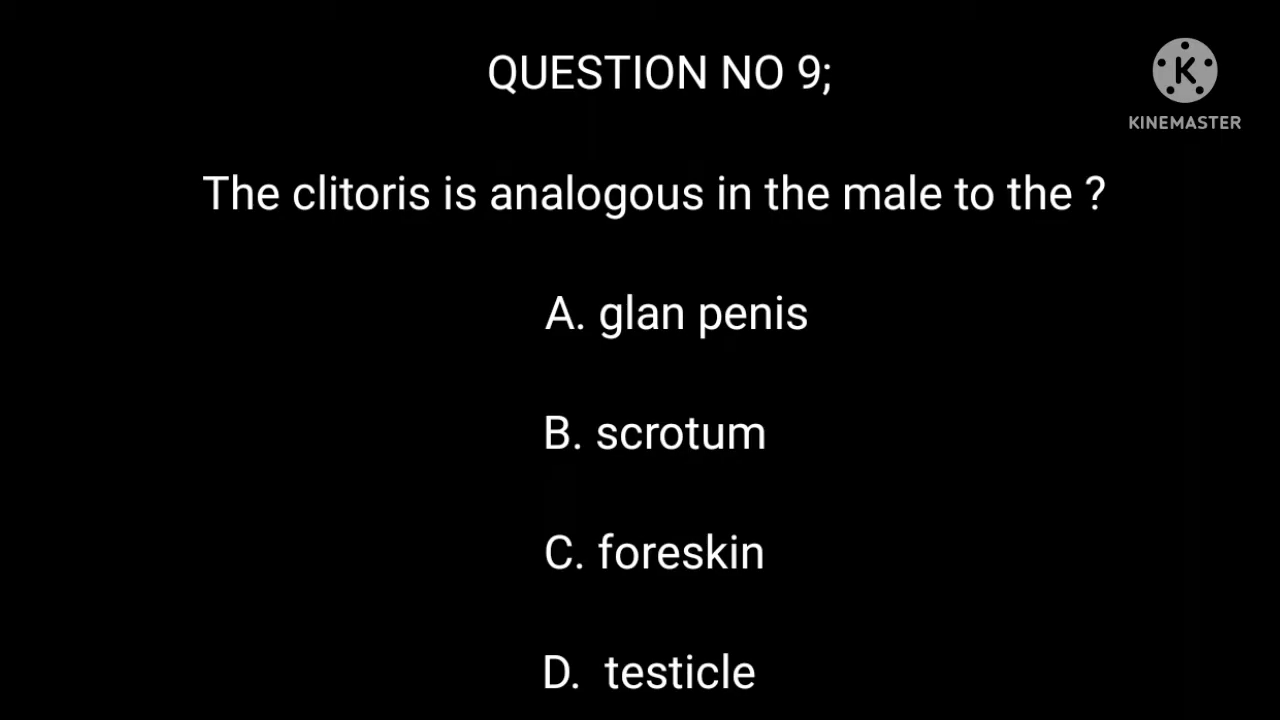 QUESTION NO 9;
KINEMASTER
The clitoris is analogous in the male to the ?
A. glan penis
B. scrotum
C. foreskin
D. testicle